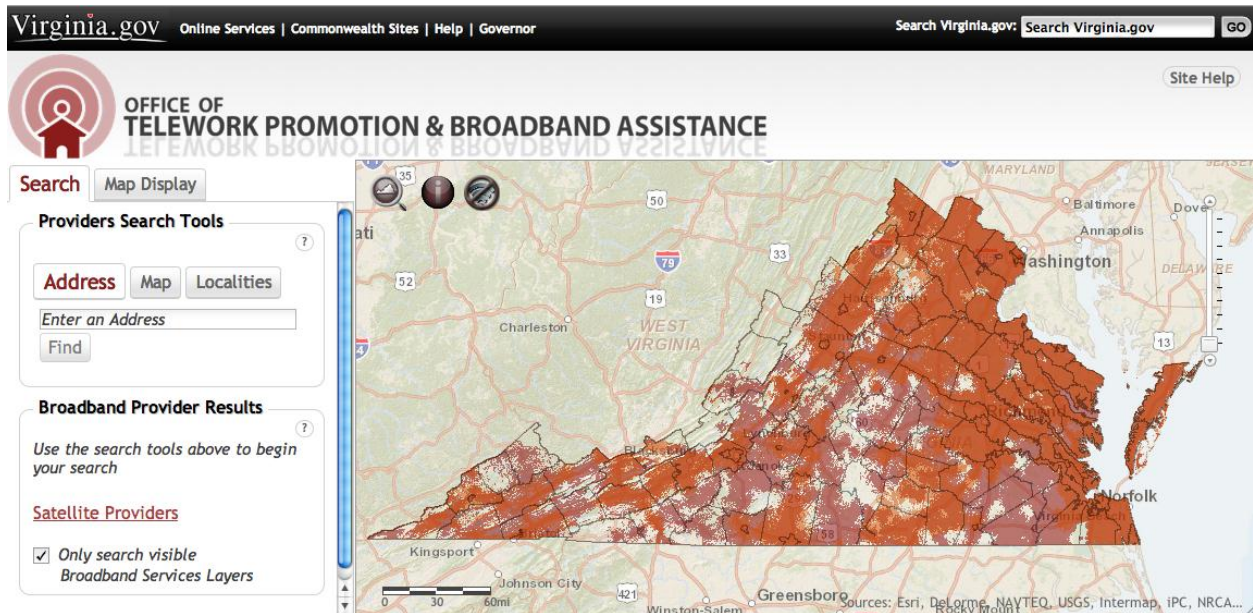 Virginia.gov Online Services | Commonwealth Sites | Help | Governor Search Virginia.gov: Search Virginia.gov GO
Site Help
OFFICE OF
TELEWORK PROMOTION & BROADBAND ASSISTANCE
Search Map Display
Providers Search Tools
?
Address Map Localities
Enter an Address
Find
Broadband Provider Results
?
Use the search tools above to begin
your search
Satellite Providers
Only search visible
Broadband Services Layers
35
MARYLAND
50
Baltimore
Annapolis
33
79
52
DELAWARE
19
Charleston
WEST
VIRGINIA
13
Richmond
Norfolk
58
Kingsport
Johnson City
421
Greensboro
Winston-Salem
Rocky Mount
0 30 60mi
Sources: Esri, DeLorme, NAVTEQ, USGS, Intermap, iPC, NRCA...